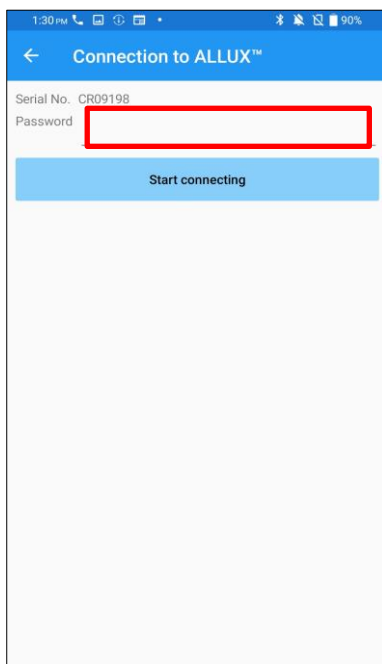 1:30 PM 90%
Connection to ALLUX™
Serial No. CR09198
Password
Start connecting